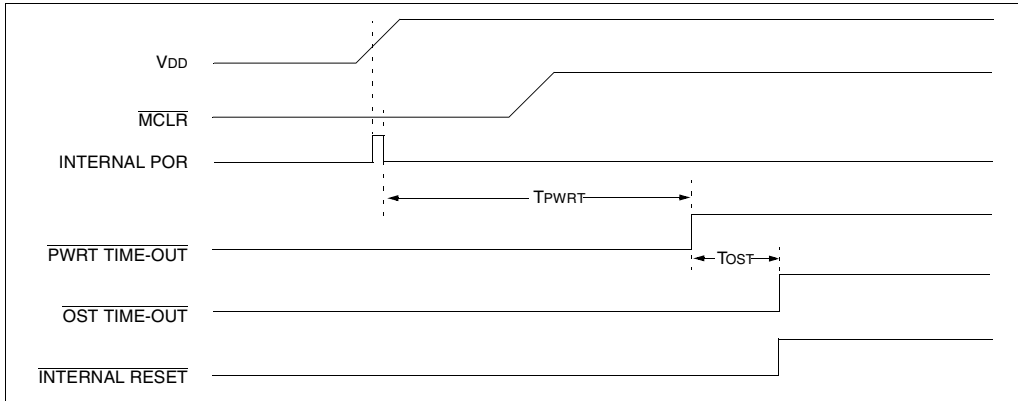 VDD
MCLR
INTERNAL POR
TPWRT
PWRT TIME-OUT
TOST
OST TIME-OUT
INTERNAL RESET